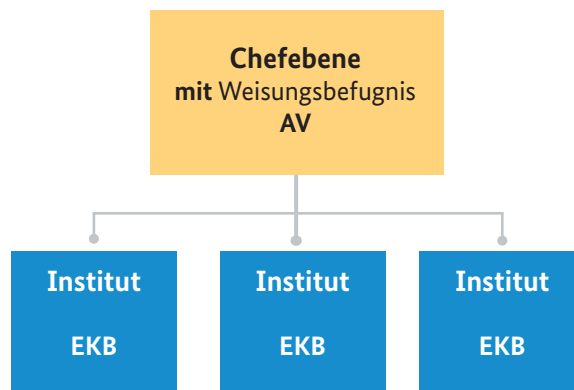 Chefebene
mit Weisungsbefugnis
AV
Institut
EKB
Institut
EKB
Institut
EKB